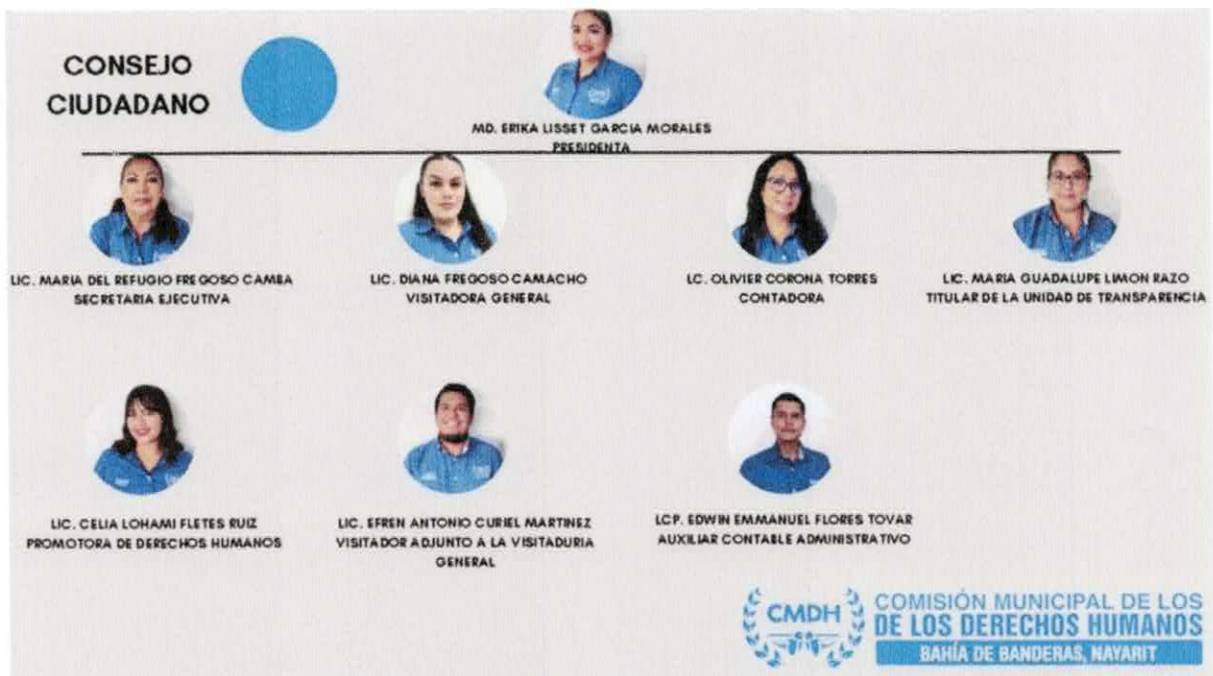 CONSEJO
CIUDADANO
MD. ERIKA LISSET GARCIA MORALES
PRESIDENTA
LIC. MARIA DEL REFUGIO FREGOSO CAMBA
SECRETARIA EJECUTIVA
LIC. DIANA FREGOSO CAMACHO
VISITADORA GENERAL
LC. OLIVIER CORONA TORRES
CONTADORA
LIC. MARIA GUADALUPE LIMON RAZO
TITULAR DE LA UNIDAD DE TRANSPARENCIA
LIC. CELIA LOHAMI FLETES RUIZ
PROMOTORA DE DERECHOS HUMANOS
LIC. EFREN ANTONIO CURIEL MARTINEZ
VISITADOR ADJUNTO A LA VISITADURIA
GENERAL
LCP. EDWIN EMMANUEL FLORES TOVAR
AUXILIAR CONTABLE ADMINISTRATIVO
CMDH
COMISIÓN MUNICIPAL DE LOS
DE LOS DERECHOS HUMANOS
BAHÍA DE BANDERAS, NAYARIT